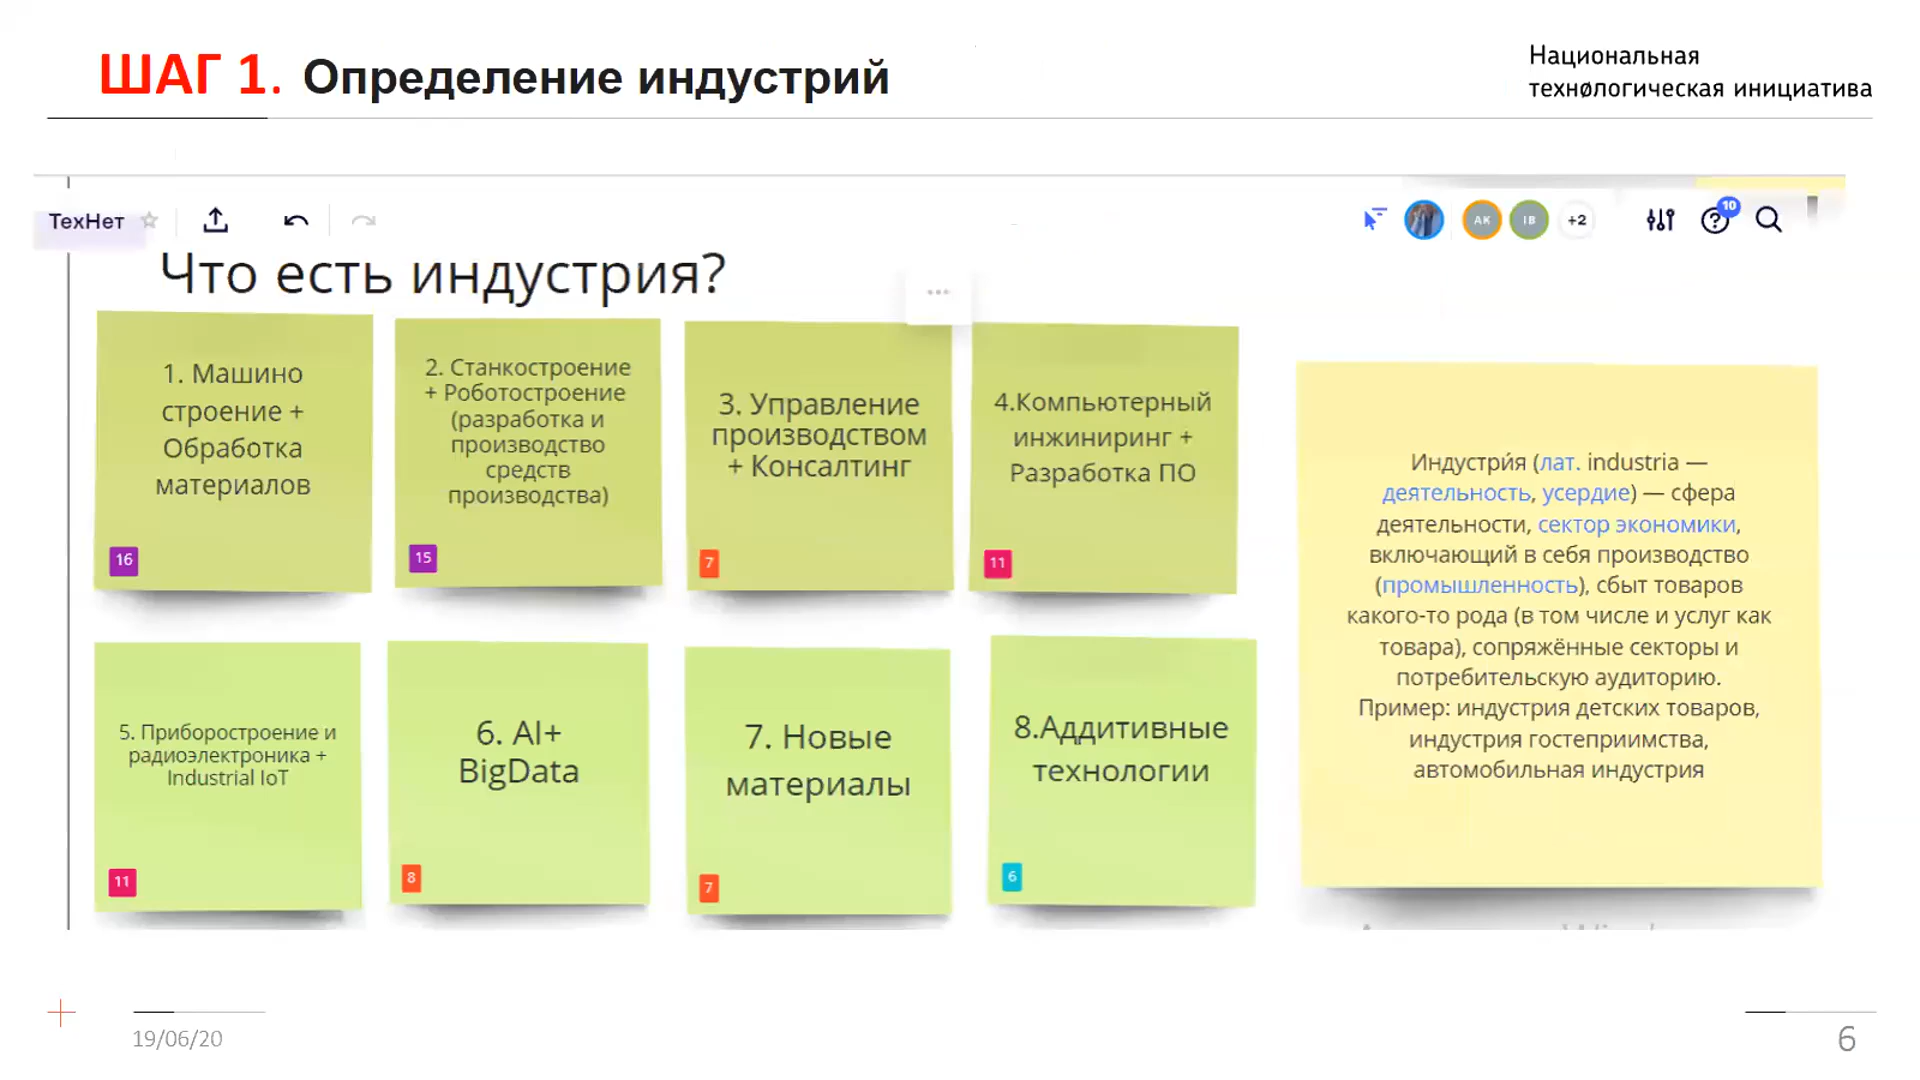 ШАГ 1. Определение индустрий
Национальная
технøлогическая инициатива
ТехНет
AK
IB
+2
10
Что есть индустрия?
1. Машино
строение +
Обработка
материалов
16
2. Станкостроение
+ Роботостроение
(разработка и
производство
средств
производства)
15
3. Управление
производством
+ Консалтинг
7
4.Компьютерный
инжиниринг +
Разработка ПО
11
Индустри́я (лат. industria —
деятельность, усердие) — сфера
деятельности, сектор экономики,
включающий в себя производство
(промышленность), сбыт товаров
какого-то рода (в том числе и услуг как
товара), сопряжённые секторы и
потребительскую аудиторию.
Пример: индустрия детских товаров,
индустрия гостеприимства,
автомобильная индустрия
5. Приборостроение и
радиоэлектроника +
Industrial IoT
11
6. AI+
BigData
8
7. Новые
материалы
7
8.Аддитивные
технологии
6
19/06/20
6